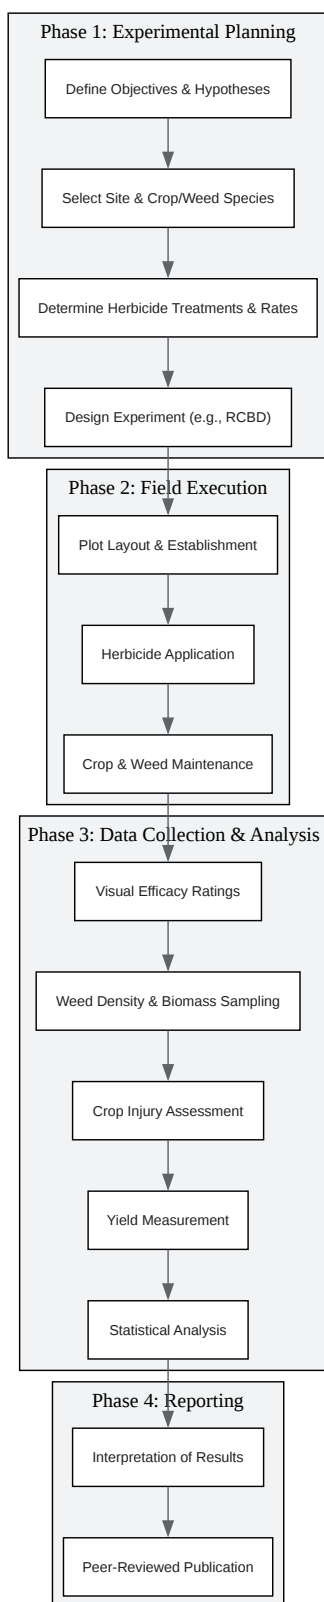 Phase 1: Experimental Planning
Define Objectives & Hypotheses
Select Site & Crop/Weed Species
Determine Herbicide Treatments & Rates
Design Experiment (e.g., RCBD)
Phase 2: Field Execution
Plot Layout & Establishment
Herbicide Application
Crop & Weed Maintenance
Phase 3: Data Collection & Analysis
Visual Efficacy Ratings
Weed Density & Biomass Sampling
Crop Injury Assessment
Yield Measurement
Statistical Analysis
Phase 4: Reporting
Interpretation of Results
Peer-Reviewed Publication